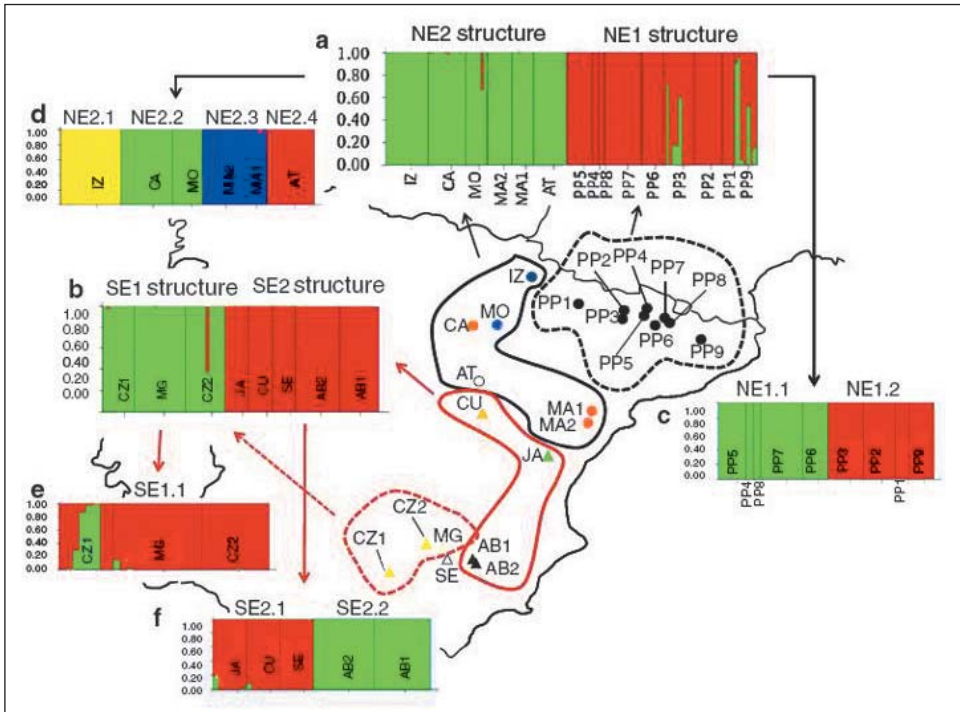 a
NE2 structure NE1 structure
1.00
0.80
0.60
0.40
0.20
0.00
IZ CA MO MA2 MA1 AT PP5 PP4 PP8 PP7 PP6 PP3 PP2 PP1 PP9
d
NE2.1 NE2.2 NE2.3 NE2.4
1.00
0.80
0.60
0.40
0.20
0.00
IZ CA MO MA2 MA1 AT
b
SE1 structure SE2 structure
1.00
0.80
0.60
0.40
0.20
0.00
CZ1 MG CZ2 JA CU SE AB2 AB1
IZ
PP2 PP4
PP7
PP8
PP1
PP3
PP5
PP6
PP9
CA
MO
AT
CU
MA1
MA2
JA
CZ2
CZ1
MG
SE
AB1
AB2
c
NE1.1 NE1.2
1.00
0.80
0.60
0.40
0.20
0.00
PP5 PP4 PP8 PP7 PP6 PP3 PP2 PP1 PP9
e
SE1.1
1.00
0.80
0.60
0.40
0.20
0.00
CZ1 MG CZ2
f
SE2.1 SE2.2
1.00
0.80
0.60
0.40
0.20
0.00
JA CU SE AB2 AB1